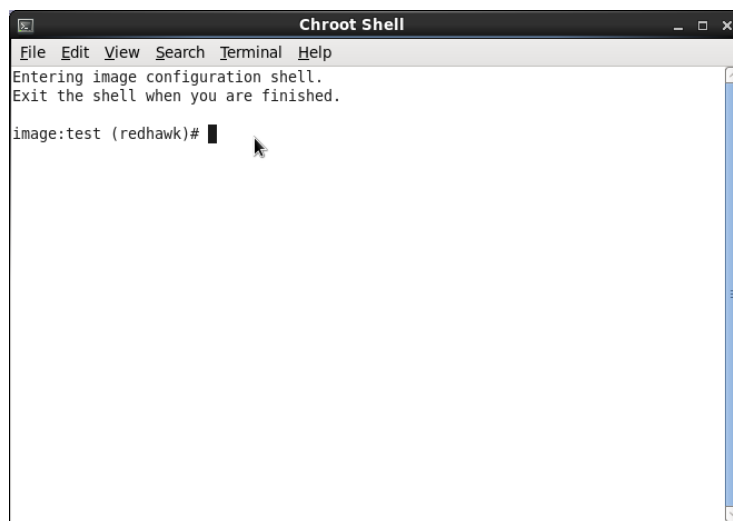 Chroot Shell
File Edit View Search Terminal Help
Entering image configuration shell.
Exit the shell when you are finished.
image:test (redhawk)#